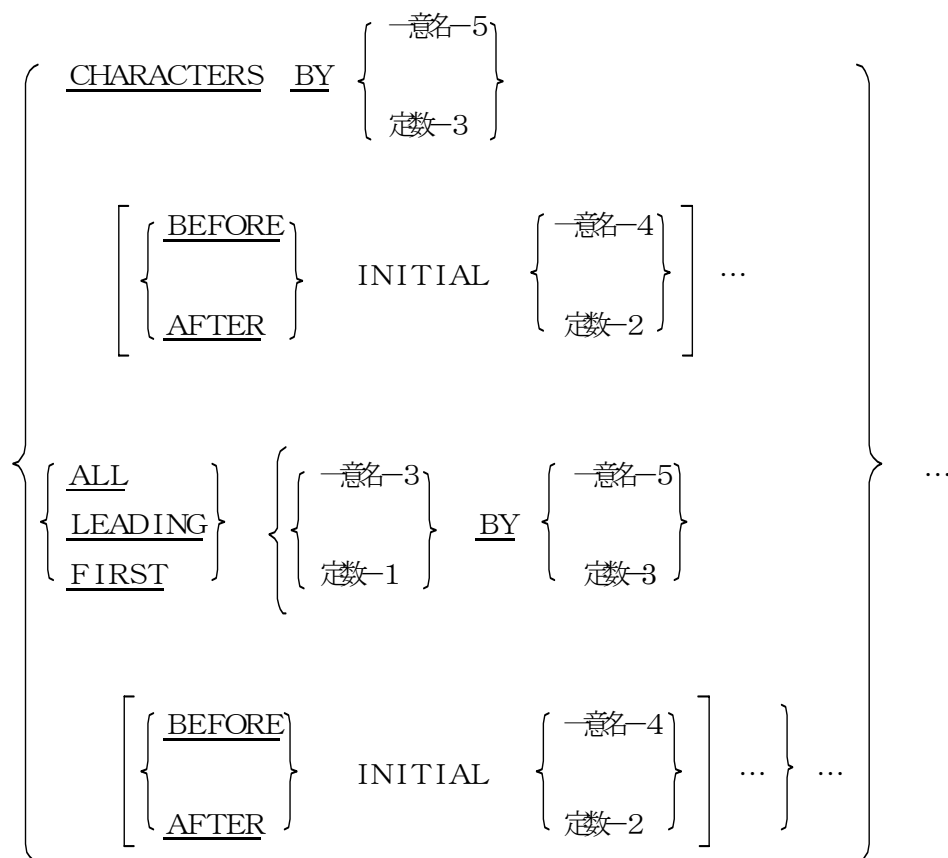 一意名−5
CHARACTERS BY
定数−3
BEFORE 一意名−4
INITIAL …
AFTER 定数−2
ALL 一意名−3 一意名−5 …
LEADING BY
FIRST 定数−1 定数−3
BEFORE 一意名−4
INITIAL … …
AFTER 定数−2